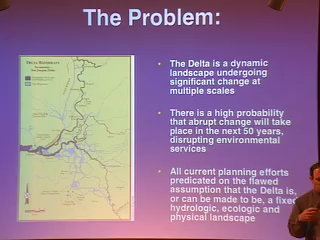 The Problem:
The Delta is a dynamic
landscape undergoing
significant change at
multiple scales
There is a high probability
that abrupt change will take
place in the next 50 years,
disrupting environmental
services
All current planning efforts
predicated on the flawed
assumption that the Delta is,
or can be made to be, a fixed
hydrologic, ecologic and
physical landscape